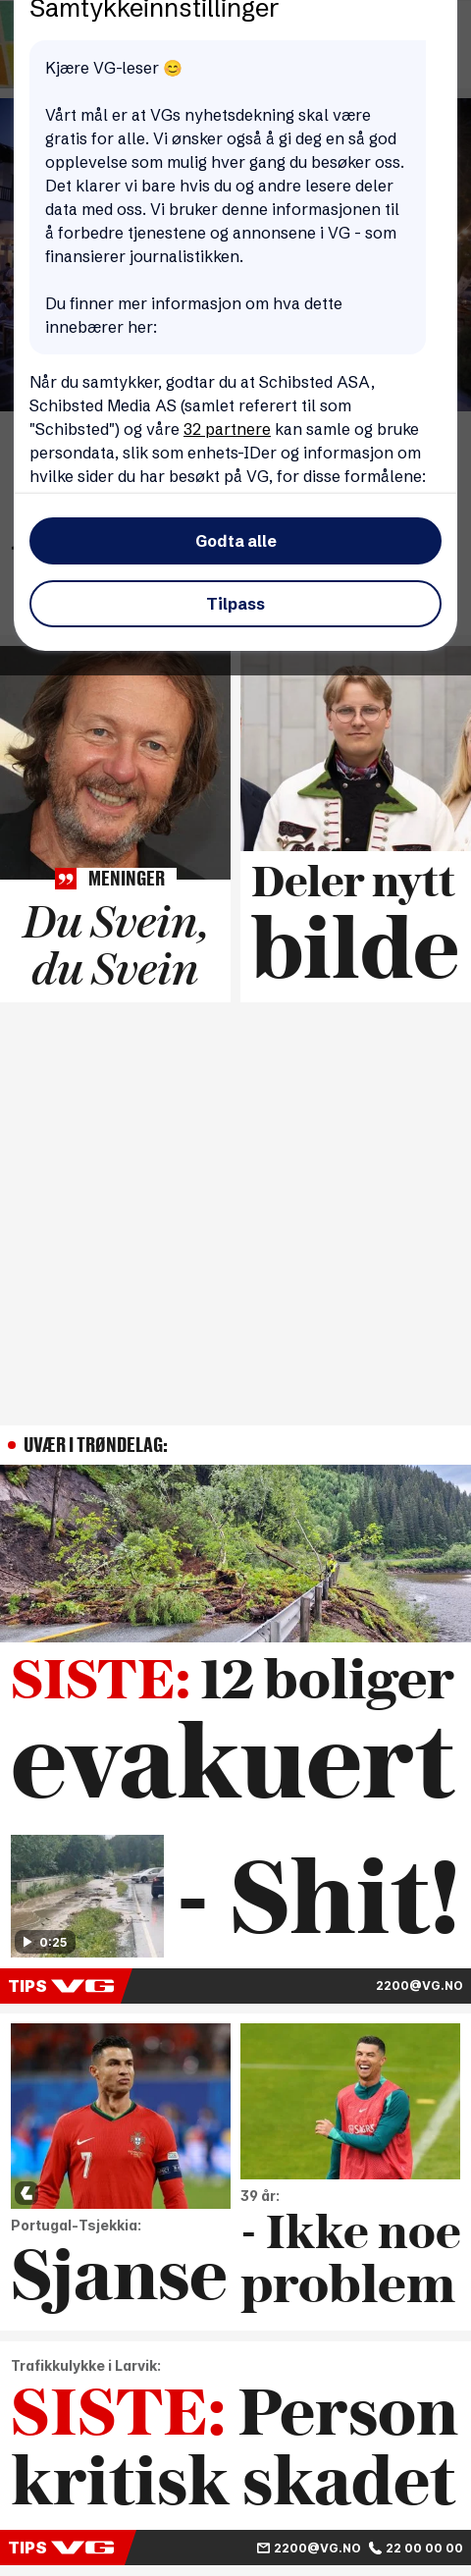 Samtykkeinnstillinger
Kjære VG-leser 😊
Vårt mål er at VGs nyhetsdekning skal være
gratis for alle. Vi ønsker også å gi deg en så god
opplevelse som mulig hver gang du besøker oss.
Det klarer vi bare hvis du og andre lesere deler
data med oss. Vi bruker denne informasjonen til
å forbedre tjenestene og annonsene i VG - som
finansierer journalistikken.
Du finner mer informasjon om hva dette
innebærer her:
Når du samtykker, godtar du at Schibsted ASA,
Schibsted Media AS (samlet referert til som
"Schibsted") og våre 32 partnere kan samle og bruke
persondata, slik som enhets-IDer og informasjon om
hvilke sider du har besøkt på VG, for disse formålene:
Godta alle
Tilpass
MENINGER
Du Svein,
du Svein
Deler nytt
bilde
UVÆR I TRØNDELAG:
SISTE: 12 boliger
evakuert
0:25
- Shit!
TIPS VG 2200@VG.NO
7
Portugal-Tsjekkia:
Sjanse
39 år:
- Ikke noe
problem
Trafikkulykke i Larvik:
SISTE: Person
kritisk skadet
TIPS VG 2200@VG.NO 22 00 00 00